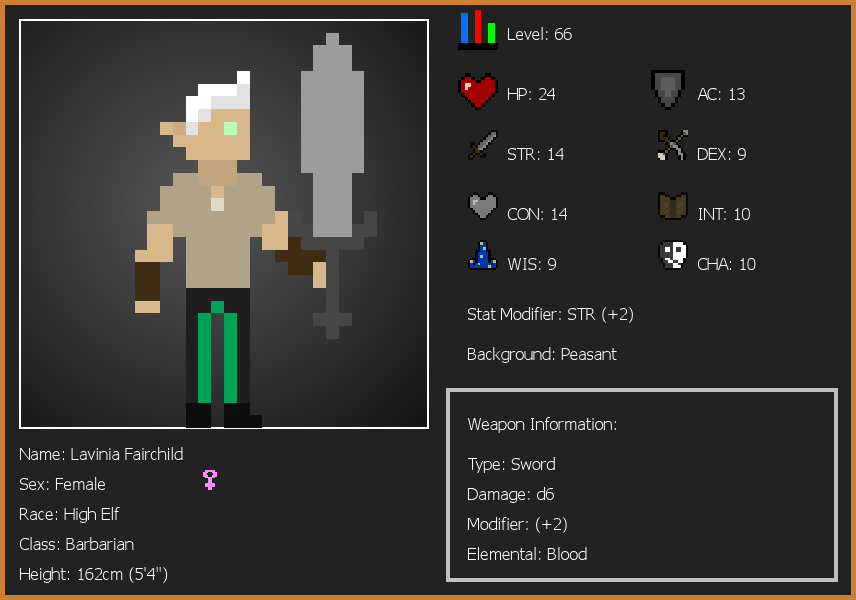 Level: 66
HP: 24
AC: 13
STR: 14
DEX: 9
CON: 14
INT: 10
WIS: 9
CHA: 10
Stat Modifier: STR (+2)
Background: Peasant
Weapon Information:
Type: Sword
Damage: d6
Modifier: (+2)
Elemental: Blood
Name: Lavinia Fairchild
Sex: Female
Race: High Elf
Class: Barbarian
Height: 162cm (5'4")